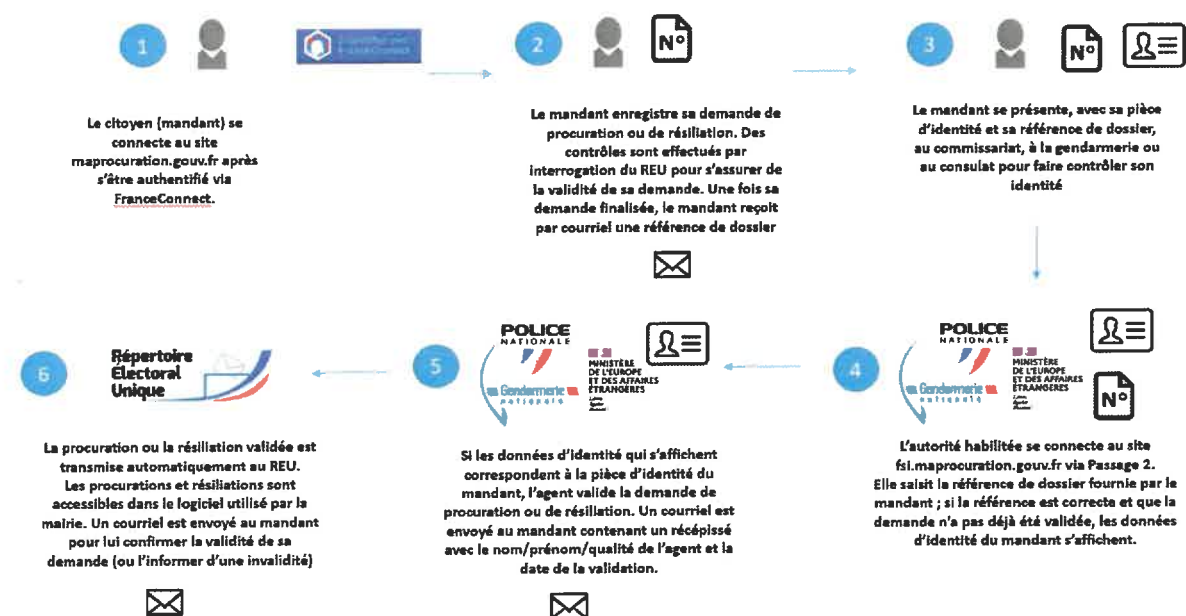 1
Le citoyen (mandant) se
connecte au site
maprocuration.gouv.fr après
s'être authentifié via
FranceConnect.
2
N°
Le mandant enregistre sa demande de
procuration ou de résiliation. Des
contrôles sont effectués par
interrogation du REU pour s'assurer de
la validité de sa demande. Une fois sa
demande finalisée, le mandant reçoit
par courriel une référence de dossier
3
N°
Le mandant se présente, avec sa pièce
d'identité et sa référence de dossier,
au commissariat, à la gendarmerie ou
au consulat pour faire contrôler son
identité
4
POLICE
NATIONALE
Gendarmerie
nationale
MINISTÈRE
DE L'EUROPE
ET DES AFFAIRES
ÉTRANGÈRES
N°
L'autorité habilitée se connecte au site
fsi.maprocuration.gouv.fr via Passage 2.
Elle saisit la référence de dossier fournie par le
mandant ; si la référence est correcte et que la
demande n'a pas déjà été validée, les données
d'identité du mandant s'affichent.
5
POLICE
NATIONALE
Gendarmerie
nationale
MINISTÈRE
DE L'EUROPE
ET DES AFFAIRES
ÉTRANGÈRES
Si les données d'identité qui s'affichent
correspondent à la pièce d'identité du
mandant, l'agent valide la demande de
procuration ou de résiliation. Un courriel est
envoyé au mandant contenant un récépissé
avec le nom/prénom/qualité de l'agent et la
date de la validation.
6
Répertoire
Électoral
Unique
La procuration ou la résiliation validée est
transmise automatiquement au REU.
Les procurations et résiliations sont
accessibles dans le logiciel utilisé par la
mairie. Un courriel est envoyé au mandant
pour lui confirmer la validité de sa
demande (ou l'informer d'une invalidité)